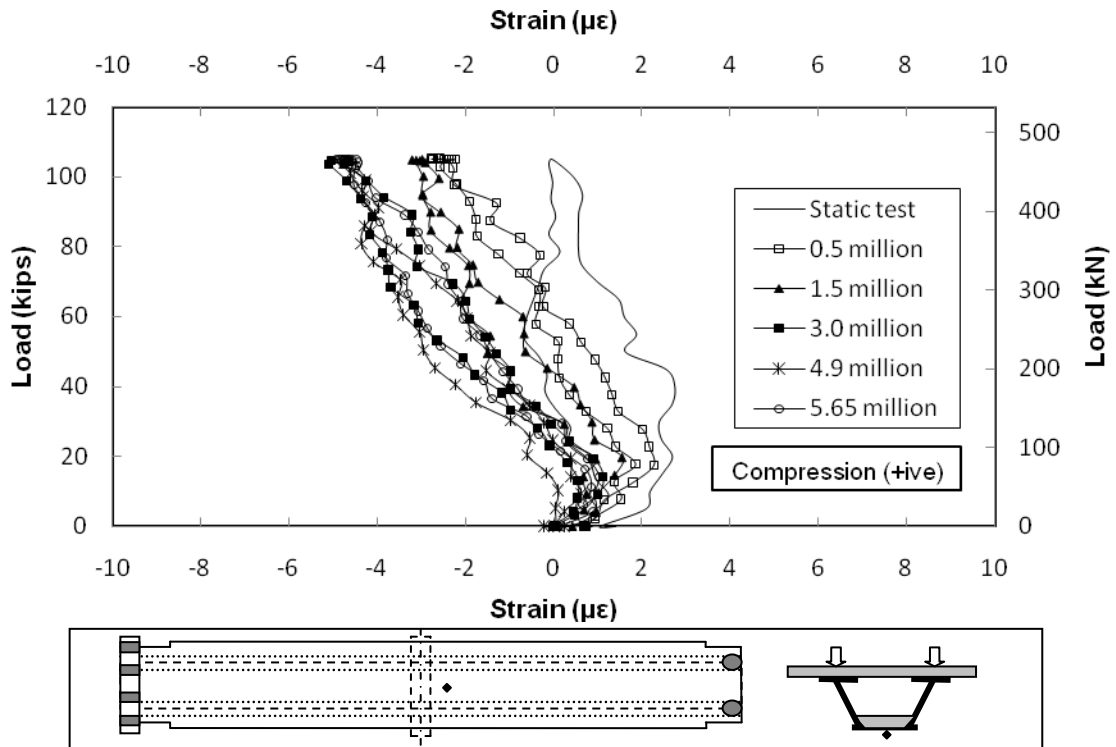 Strain (µε)
-10 -8 -6 -4 -2 0 2 4 6 8 10
120
100
80
60
40
20
0
Load (kips)
500
400
300
200
100
0
Load (kN)
Static test
0.5 million
1.5 million
3.0 million
4.9 million
5.65 million
Compression (+ive)
-10 -8 -6 -4 -2 0 2 4 6 8 10
Strain (µε)